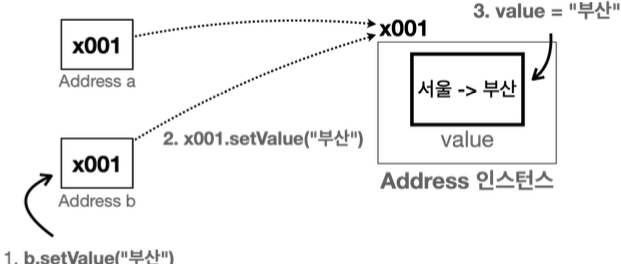 3. value = "부산"
x001
x001
Address a
서울 -> 부산
value
Address 인스턴스
2. x001.setValue("부산")
x001
Address b
1. b.setValue("부산")